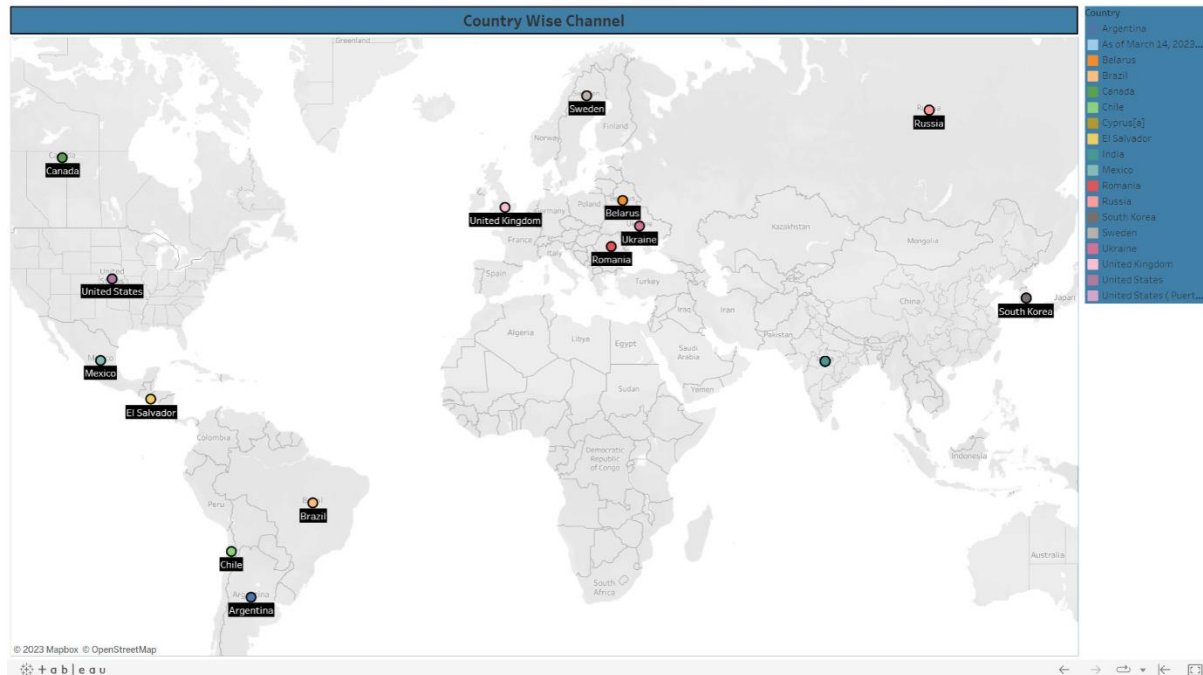 Country Wise Channel
Country
Argentina
As of March 14, 2023...
Belarus
Brazil
Canada
Chile
Cyprus[a]
El Salvador
India
Mexico
Romania
Russia
South Korea
Sweden
Ukraine
United Kingdom
United States
United States ( Puert...
Greenland
Sweden
Finland
Norway
Russia
Canada
United Kingdom
Germany
Poland
Belarus
Ukraine
France
Romania
Italy
Spain
Turkey
Kazakhstan
Mongolia
United
United States
China
South Korea
Japan
Iraq
Iran
Pakistan
Algeria
Libya
Egypt
Saudi
Arabia
Mexico
Mexico
El Salvador
Sudan
Yemen
Colombia
Democratic
Republic
of Congo
Indonesia
Peru
Brazil
Chile
South
Africa
Australia
Argentina
© 2023 Mapbox © OpenStreetMap
+ a b | e a u